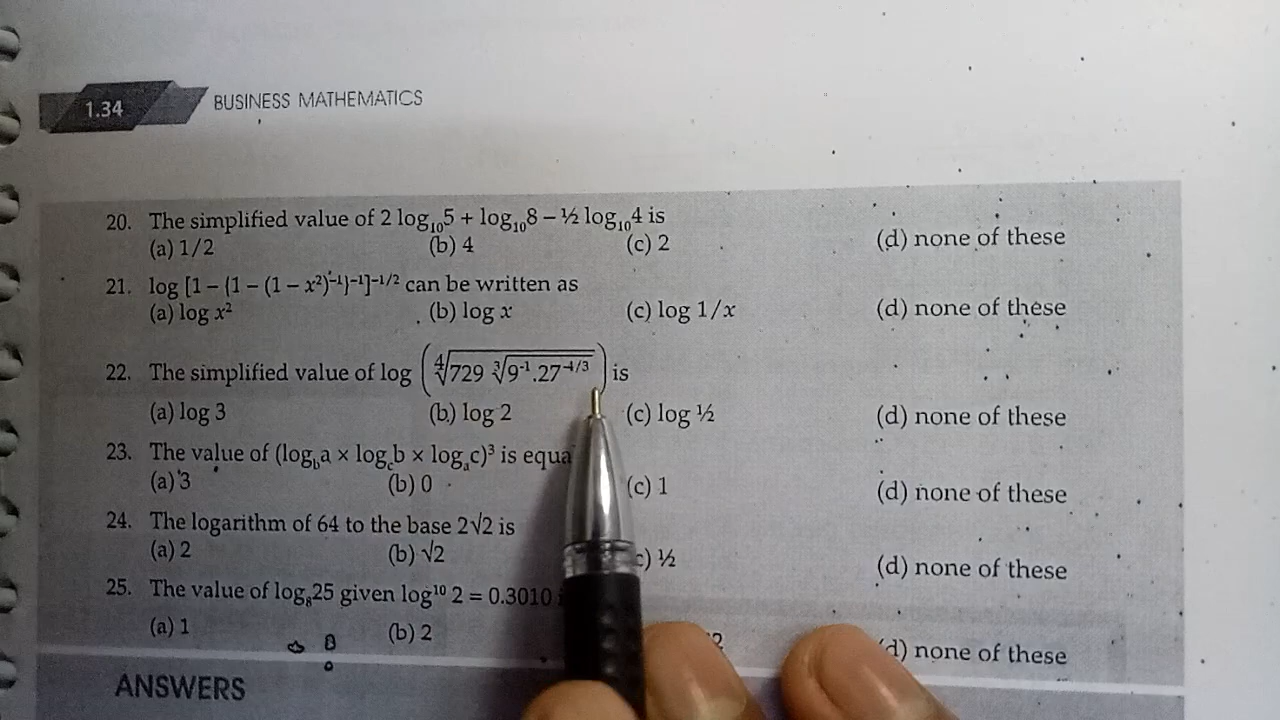 1.34 BUSINESS MATHEMATICS
20. The simplified value of 2 log₁₀5 + log₁₀8 – ½ log₁₀4 is
(a) 1/2 (b) 4 (c) 2 (d) none of these
21. log [1 – {1 – (1 – x²)⁻¹}⁻¹]⁻¹/² can be written as
(a) log x² (b) log x (c) log 1/x (d) none of these
22. The simplified value of log (∜729 ∛9⁻¹.27⁻⁴/³) is
(a) log 3 (b) log 2 (c) log ½ (d) none of these
23. The value of (log_b a × log_c b × log_a c)³ is equa
(a) 3 (b) 0 (c) 1 (d) none of these
24. The logarithm of 64 to the base 2√2 is
(a) 2 (b) √2 c) ½ (d) none of these
25. The value of log₈25 given log¹⁰ 2 = 0.3010
(a) 1 (b) 2 (d) none of these
ANSWERS